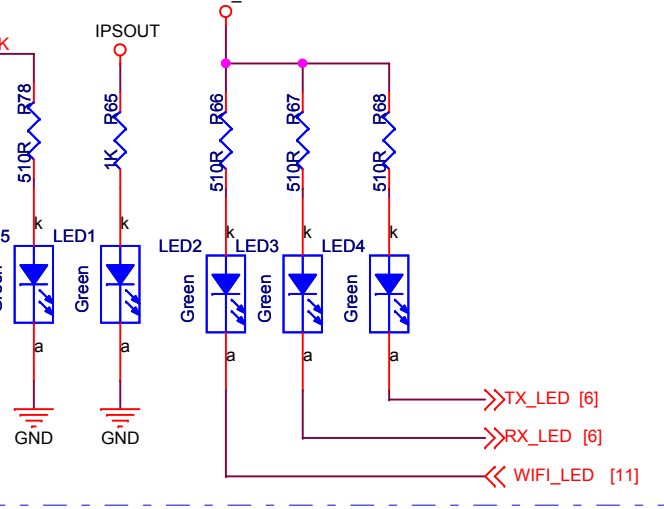 IPSOUT
K
R78
510R
R65
1K
R66
510R
R67
510R
R68
510R
k
k
k
k
k
5
LED1
LED2
LED3
LED4
Green
Green
Green
Green
a
a
a
a
a
GND
GND
TX_LED [6]
RX_LED [6]
WIFI_LED [11]